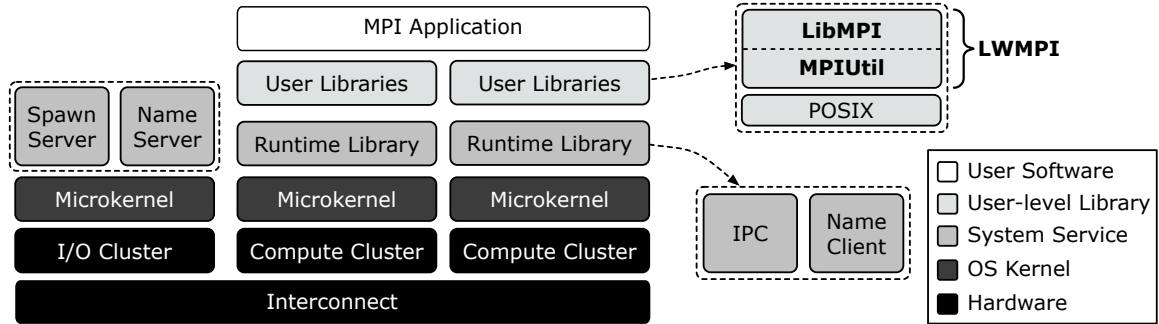 MPI Application
User Libraries
User Libraries
Spawn
Server
Name
Server
Runtime Library
Runtime Library
Microkernel
Microkernel
Microkernel
I/O Cluster
Compute Cluster
Compute Cluster
Interconnect
LibMPI
MPIUtil
LWMPI
POSIX
IPC
Name
Client
User Software
User-level Library
System Service
OS Kernel
Hardware